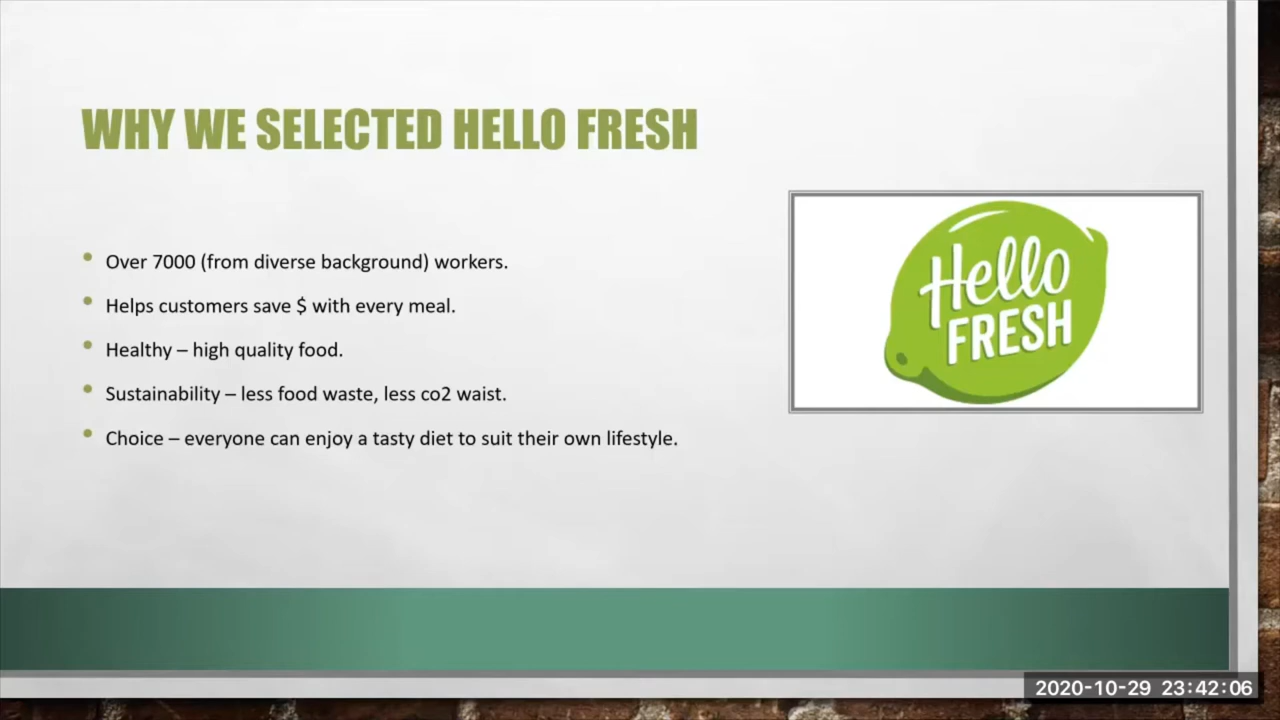 WHY WE SELECTED HELLO FRESH
Over 7000 (from diverse background) workers.
Helps customers save $ with every meal.
Healthy – high quality food.
Sustainability – less food waste, less co2 waist.
Choice – everyone can enjoy a tasty diet to suit their own lifestyle.
Hello
FRESH
2020-10-29 23:42:06